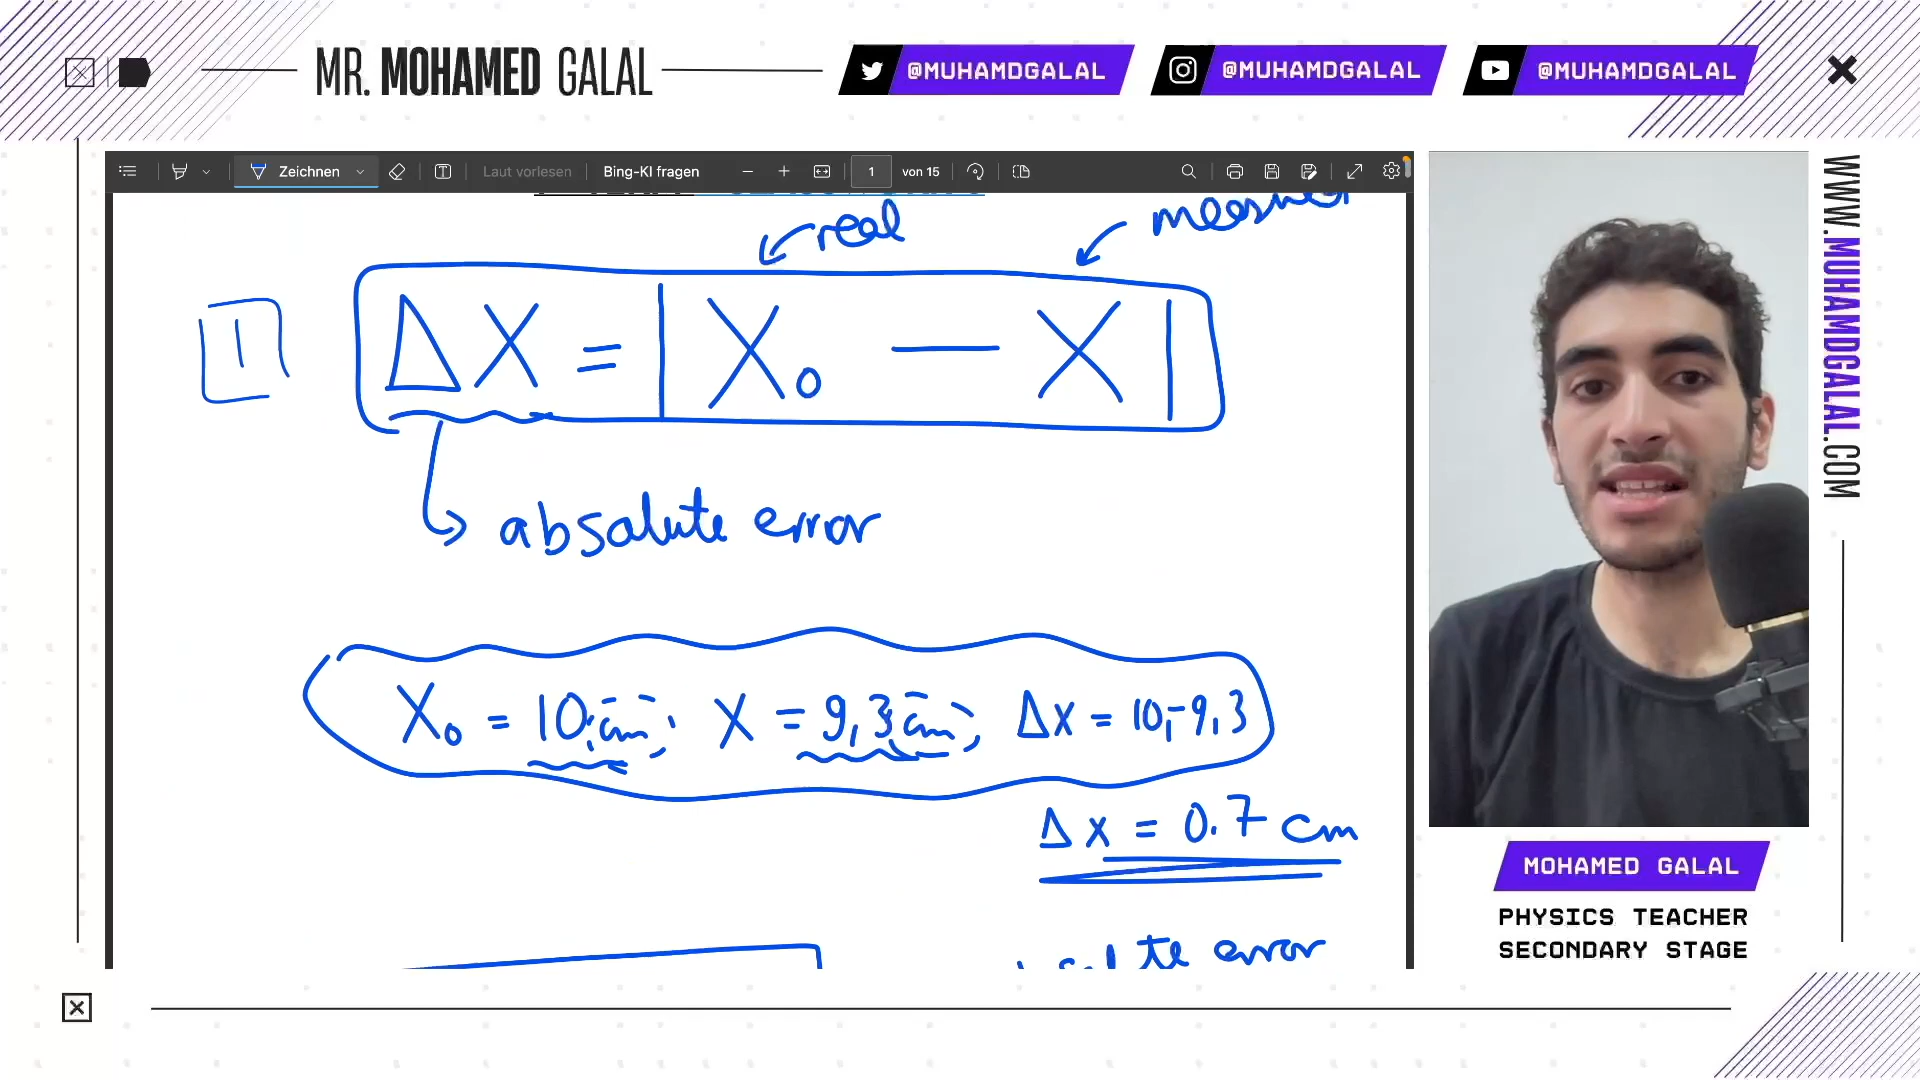 MR. MOHAMED GALAL
@MUHAMDGALAL
@MUHAMDGALAL
@MUHAMDGALAL
Zeichnen
Laut vorlesen
Bing-KI fragen
1 von 15
real
1
ΔX = | X₀ — X |
absolute error
X₀ = 10 cm; X = 9,3 cm; Δx = 10 - 9,3
Δx = 0.7 cm
error
WWW.MUHAMDGALAL.COM
MOHAMED GALAL
PHYSICS TEACHER
SECONDARY STAGE